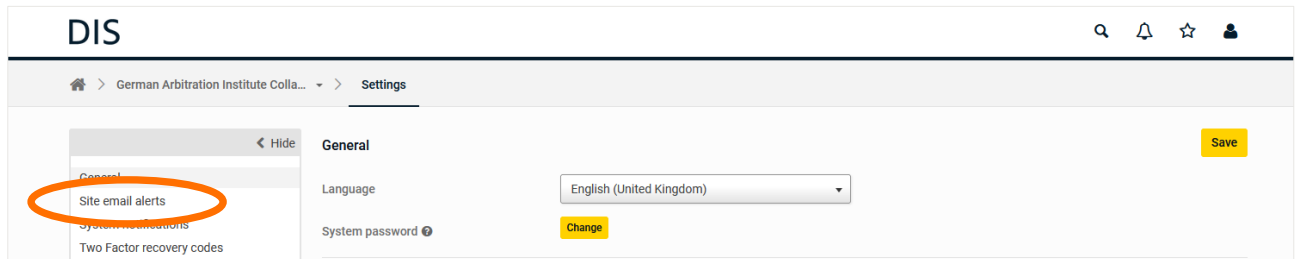 DIS
German Arbitration Institute Colla...
Settings
Hide
General
Save
General
Site email alerts
System notifications
Two Factor recovery codes
Language
English (United Kingdom)
System password
Change